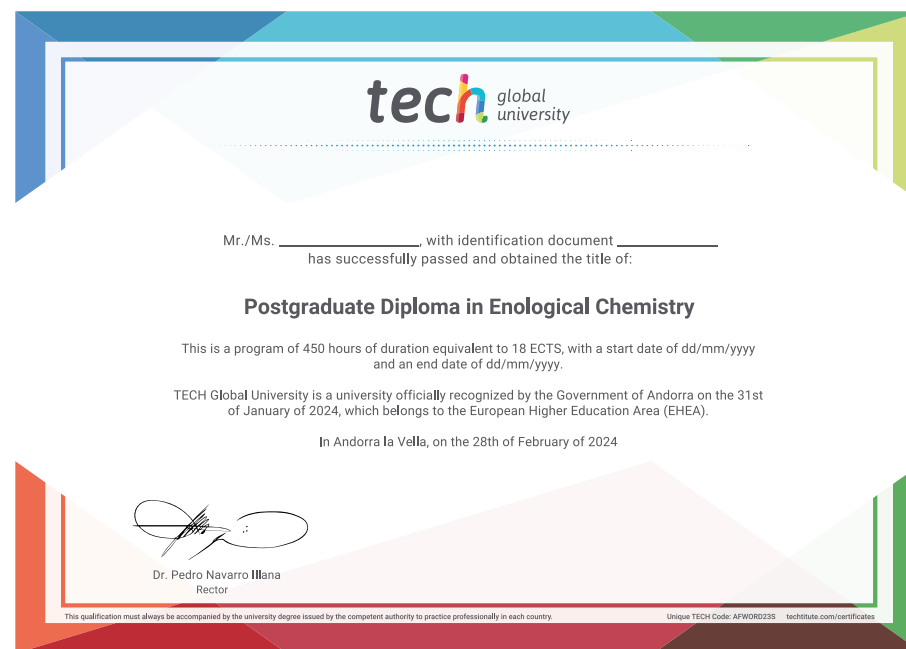 tech global university
Mr./Ms. , with identification document
has successfully passed and obtained the title of:
Postgraduate Diploma in Enological Chemistry
This is a program of 450 hours of duration equivalent to 18 ECTS, with a start date of dd/mm/yyyy
and an end date of dd/mm/yyyy.
TECH Global University is a university officially recognized by the Government of Andorra on the 31st
of January of 2024, which belongs to the European Higher Education Area (EHEA).
In Andorra la Vella, on the 28th of February of 2024
Dr. Pedro Navarro Illana
Rector
This qualification must always be accompanied by the university degree issued by the competent authority to practice professionally in each country. Unique TECH Code: AFWORD23S techtitute.com/certificates